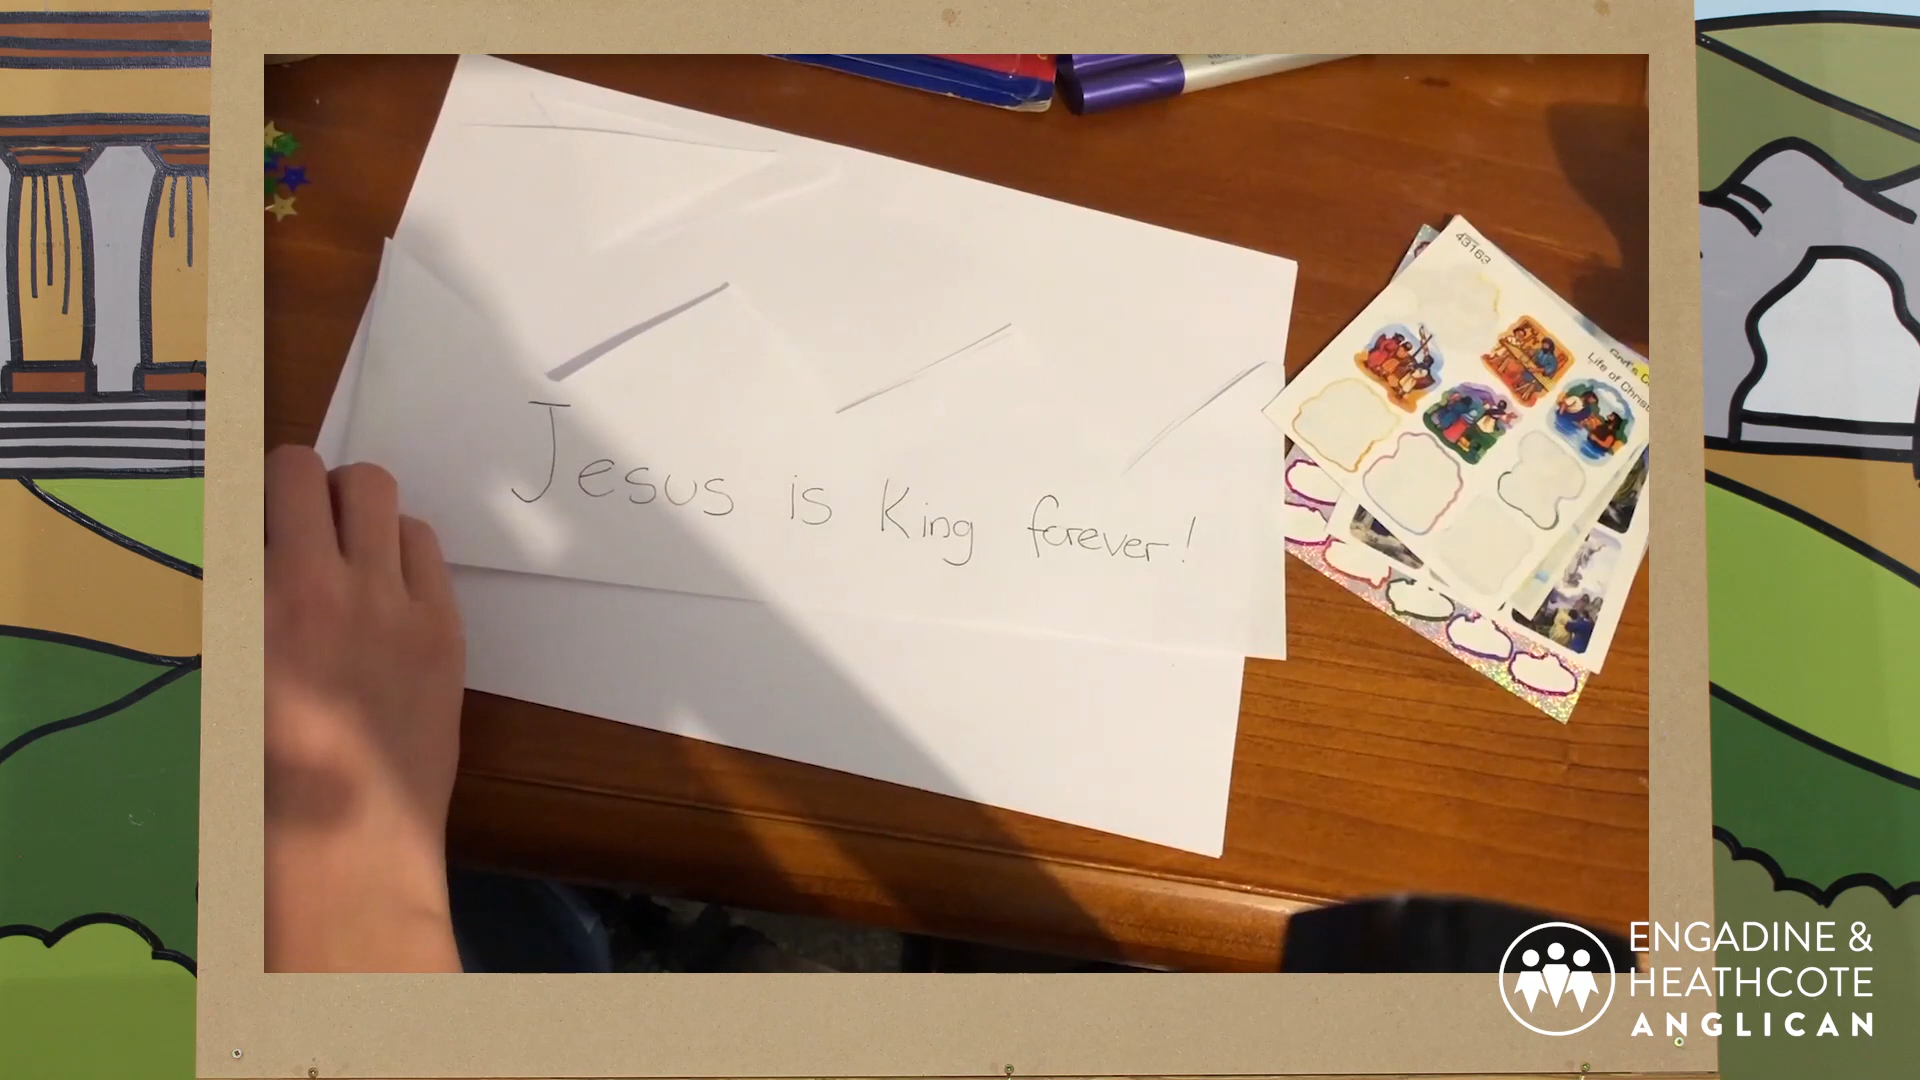 43163
Life of Christ
Jesus is King forever!
ENGADINE &
HEATHCOTE
ANGLICAN